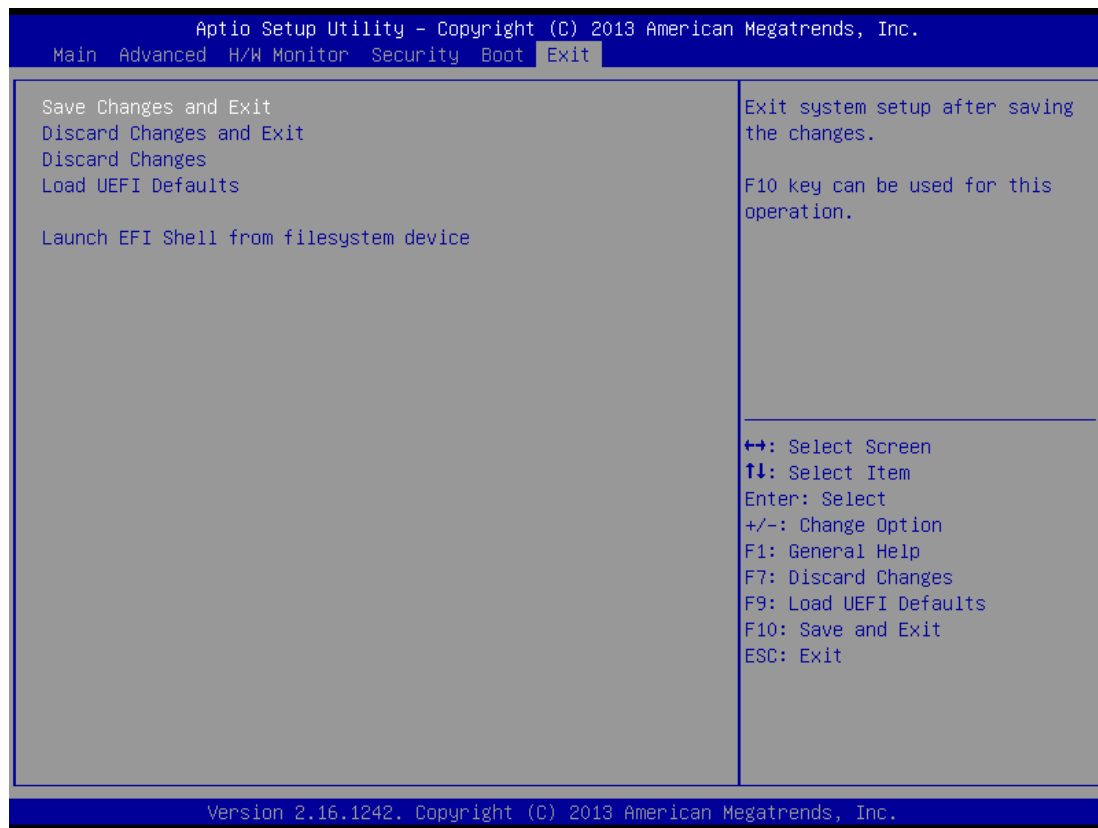 Aptio Setup Utility – Copyright (C) 2013 American Megatrends, Inc.
Main Advanced H/W Monitor Security Boot Exit
Save Changes and Exit
Discard Changes and Exit
Discard Changes
Load UEFI Defaults
Launch EFI Shell from filesystem device
Exit system setup after saving
the changes.
F10 key can be used for this
operation.
←→: Select Screen
↑↓: Select Item
Enter: Select
+/-: Change Option
F1: General Help
F7: Discard Changes
F9: Load UEFI Defaults
F10: Save and Exit
ESC: Exit
Version 2.16.1242. Copyright (C) 2013 American Megatrends, Inc.